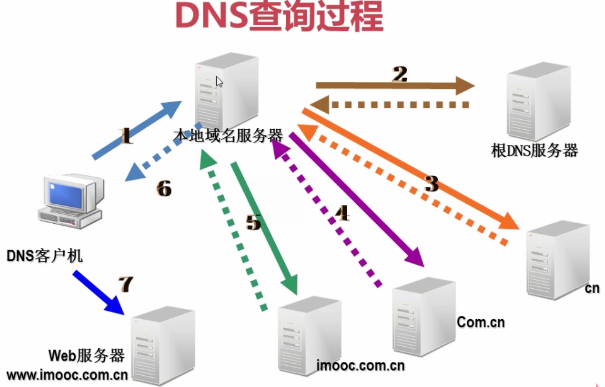 DNS查询过程
2
本地域名服务器
1
根DNS服务器
6
3
5
4
DNS客户机
7
cn
Com.cn
Web服务器
www.imooc.com.cn
imooc.com.cn